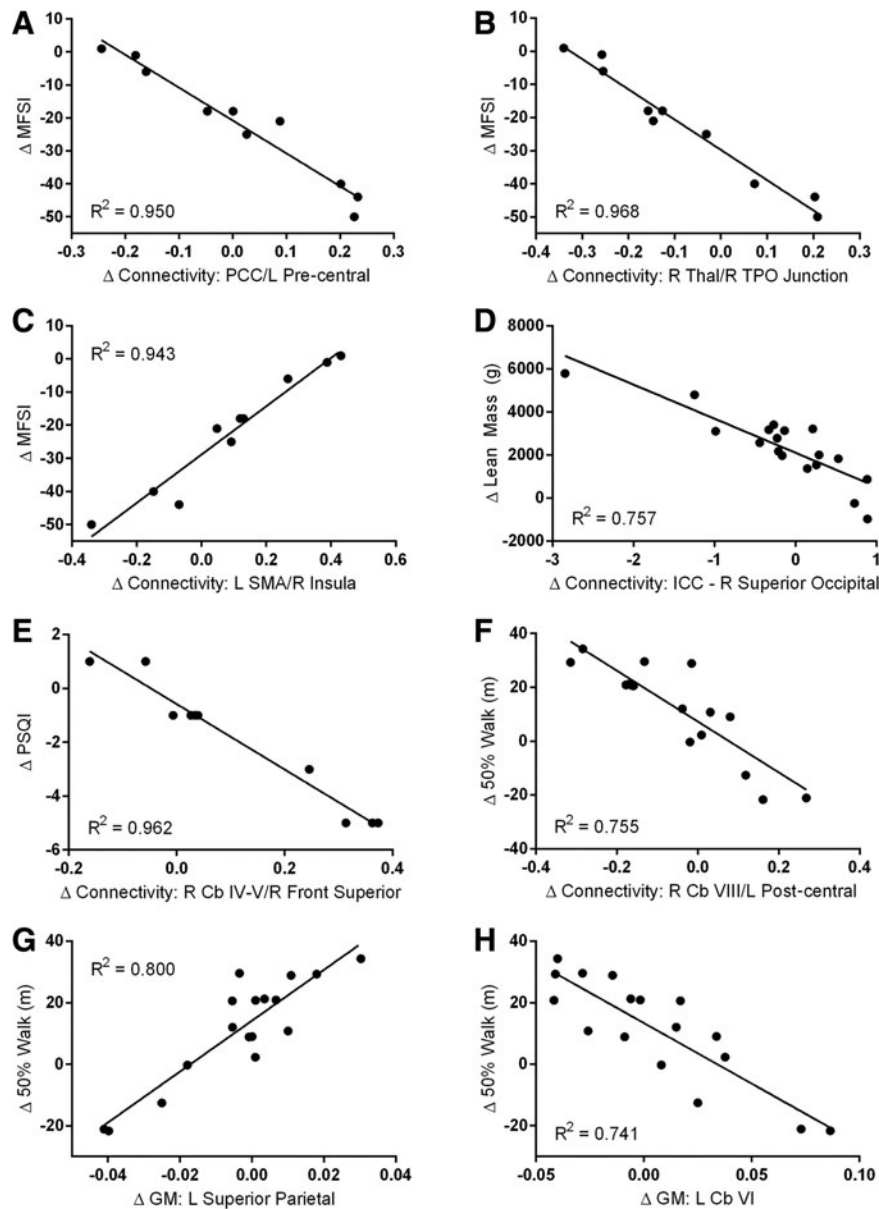 A
B
0
-10
-20
-30
-40
-50
Δ MFSI
R² = 0.950
-0.3 -0.2 -0.1 0.0 0.1 0.2 0.3
Δ Connectivity: PCC/L Pre-central
0
-10
-20
-30
-40
-50
Δ MFSI
R² = 0.968
-0.4 -0.3 -0.2 -0.1 0.0 0.1 0.2 0.3
Δ Connectivity: R Thal/R TPO Junction
C
D
10
0
-10
-20
-30
-40
-50
Δ MFSI
R² = 0.943
-0.4 -0.2 0.0 0.2 0.4 0.6
Δ Connectivity: L SMA/R Insula
8000
6000
4000
2000
0
-2000
Δ Lean Mass (g)
R² = 0.757
-3 -2 -1 0 1
Δ Connectivity: ICC - R Superior Occipital
E
F
2
0
-2
-4
-6
Δ PSQI
R² = 0.962
-0.2 0.0 0.2 0.4
Δ Connectivity: R Cb IV-V/R Front Superior
40
20
0
-20
-40
Δ 50% Walk (m)
R² = 0.755
-0.4 -0.2 0.0 0.2 0.4
Δ Connectivity: R Cb VIII/L Post-central
G
H
40
20
0
-20
Δ 50% Walk (m)
R² = 0.800
-0.04 -0.02 0.00 0.02 0.04
Δ GM: L Superior Parietal
40
20
0
-20
Δ 50% Walk (m)
R² = 0.741
-0.05 0.00 0.05 0.10
Δ GM: L Cb VI